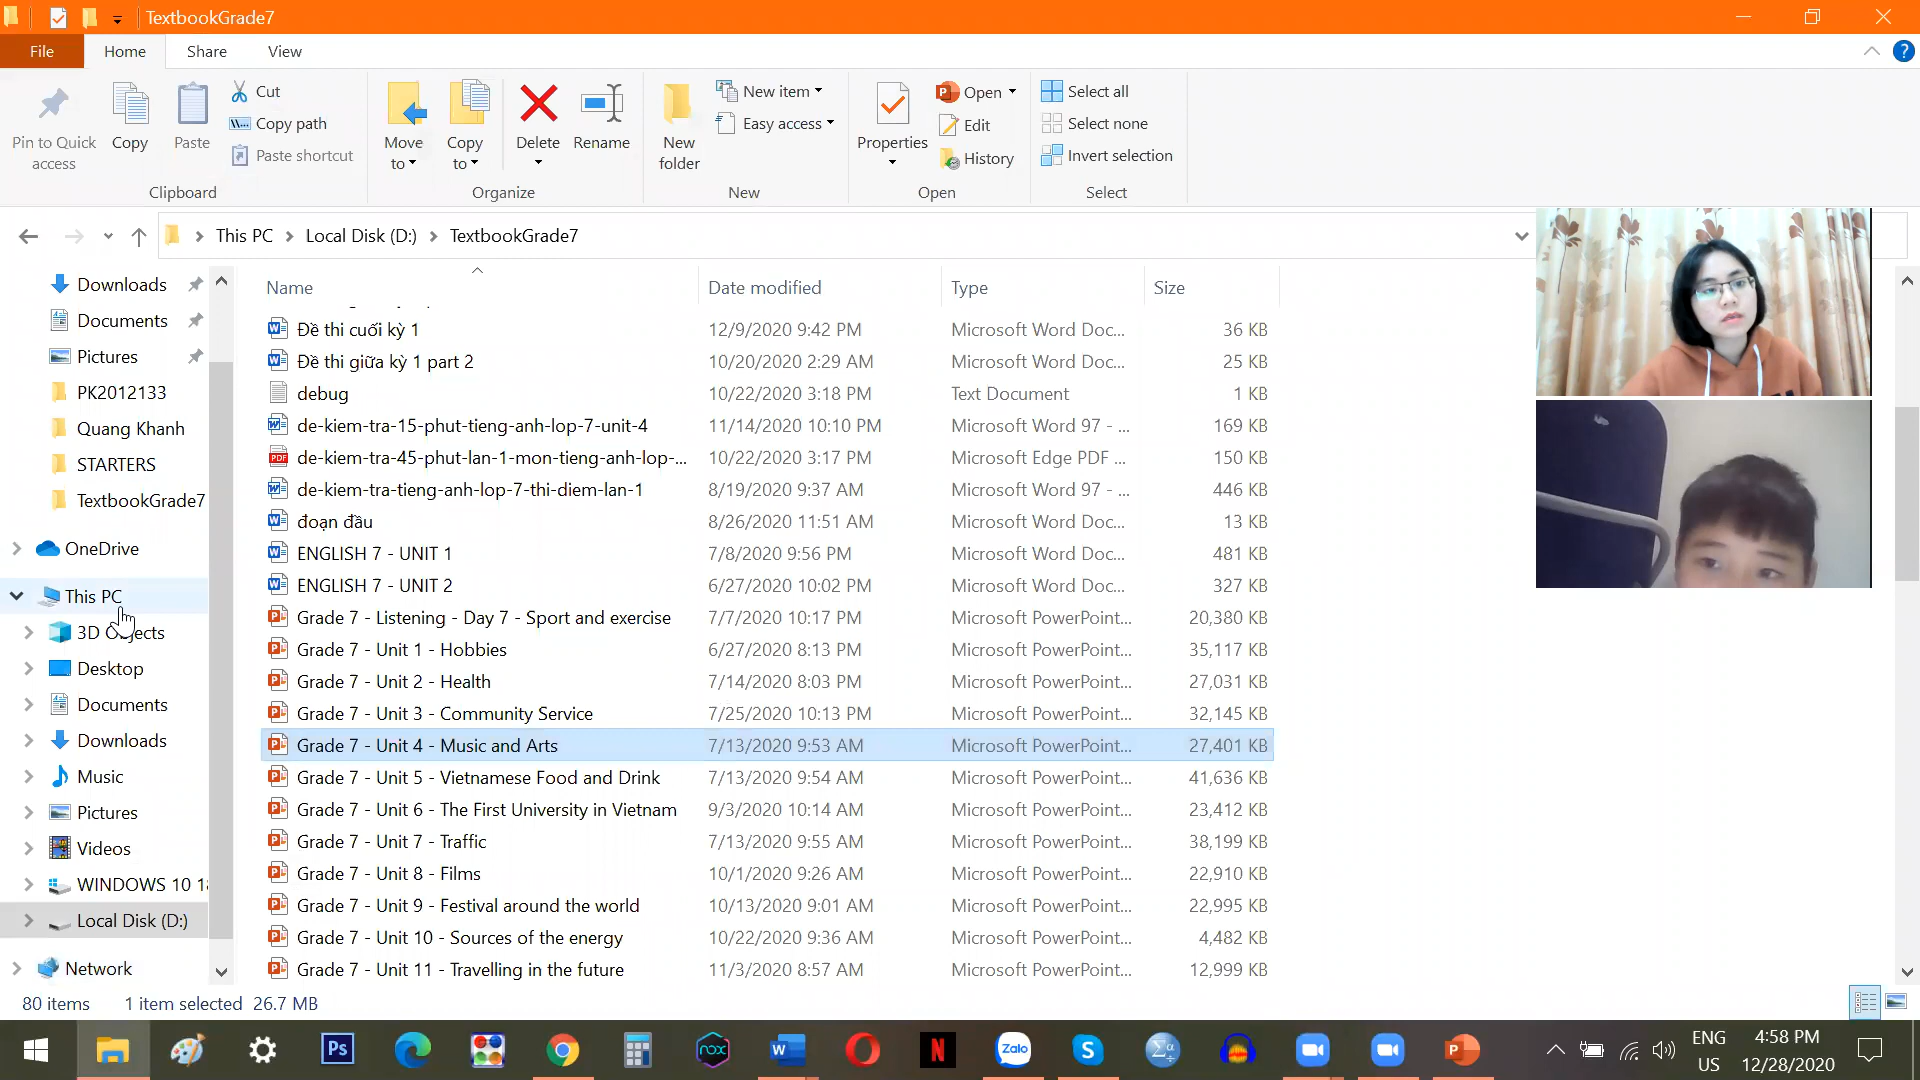 TextbookGrade7
File Home Share View
Pin to Quick access
Copy
Paste
Cut
Copy path
Paste shortcut
Clipboard
Move to
Copy to
Delete
Rename
Organize
New folder
New item
Easy access
New
Properties
Open
Edit
History
Open
Select all
Select none
Invert selection
Select
This PC Local Disk (D:) TextbookGrade7
Downloads
Documents
Pictures
PK2012133
Quang Khanh
STARTERS
TextbookGrade7
OneDrive
This PC
3D Objects
Desktop
Documents
Downloads
Music
Pictures
Videos
WINDOWS 10
Local Disk (D:)
Network
Name Date modified Type Size
Đề thi cuối kỳ 1 12/9/2020 9:42 PM Microsoft Word Doc... 36 KB
Đề thi giữa kỳ 1 part 2 10/20/2020 2:29 AM Microsoft Word Doc... 25 KB
debug 10/22/2020 3:18 PM Text Document 1 KB
de-kiem-tra-15-phut-tieng-anh-lop-7-unit-4 11/14/2020 10:10 PM Microsoft Word 97 - ... 169 KB
de-kiem-tra-45-phut-lan-1-mon-tieng-anh-lop-... 10/22/2020 3:17 PM Microsoft Edge PDF ... 150 KB
de-kiem-tra-tieng-anh-lop-7-thi-diem-lan-1 8/19/2020 9:37 AM Microsoft Word 97 - ... 446 KB
đoạn đầu 8/26/2020 11:51 AM Microsoft Word Doc... 13 KB
ENGLISH 7 - UNIT 1 7/8/2020 9:56 PM Microsoft Word Doc... 481 KB
ENGLISH 7 - UNIT 2 6/27/2020 10:02 PM Microsoft Word Doc... 327 KB
Grade 7 - Listening - Day 7 - Sport and exercise 7/7/2020 10:17 PM Microsoft PowerPoint... 20,380 KB
Grade 7 - Unit 1 - Hobbies 6/27/2020 8:13 PM Microsoft PowerPoint... 35,117 KB
Grade 7 - Unit 2 - Health 7/14/2020 8:03 PM Microsoft PowerPoint... 27,031 KB
Grade 7 - Unit 3 - Community Service 7/25/2020 10:13 PM Microsoft PowerPoint... 32,145 KB
Grade 7 - Unit 4 - Music and Arts 7/13/2020 9:53 AM Microsoft PowerPoint... 27,401 KB
Grade 7 - Unit 5 - Vietnamese Food and Drink 7/13/2020 9:54 AM Microsoft PowerPoint... 41,636 KB
Grade 7 - Unit 6 - The First University in Vietnam 9/3/2020 10:14 AM Microsoft PowerPoint... 23,412 KB
Grade 7 - Unit 7 - Traffic 7/13/2020 9:55 AM Microsoft PowerPoint... 38,199 KB
Grade 7 - Unit 8 - Films 10/1/2020 9:26 AM Microsoft PowerPoint... 22,910 KB
Grade 7 - Unit 9 - Festival around the world 10/13/2020 9:01 AM Microsoft PowerPoint... 22,995 KB
Grade 7 - Unit 10 - Sources of the energy 10/22/2020 9:36 AM Microsoft PowerPoint... 4,482 KB
Grade 7 - Unit 11 - Travelling in the future 11/3/2020 8:57 AM Microsoft PowerPoint... 12,999 KB
80 items 1 item selected 26.7 MB
Ps nox W N Zalo S Σα P
ENG 4:58 PM
US 12/28/2020